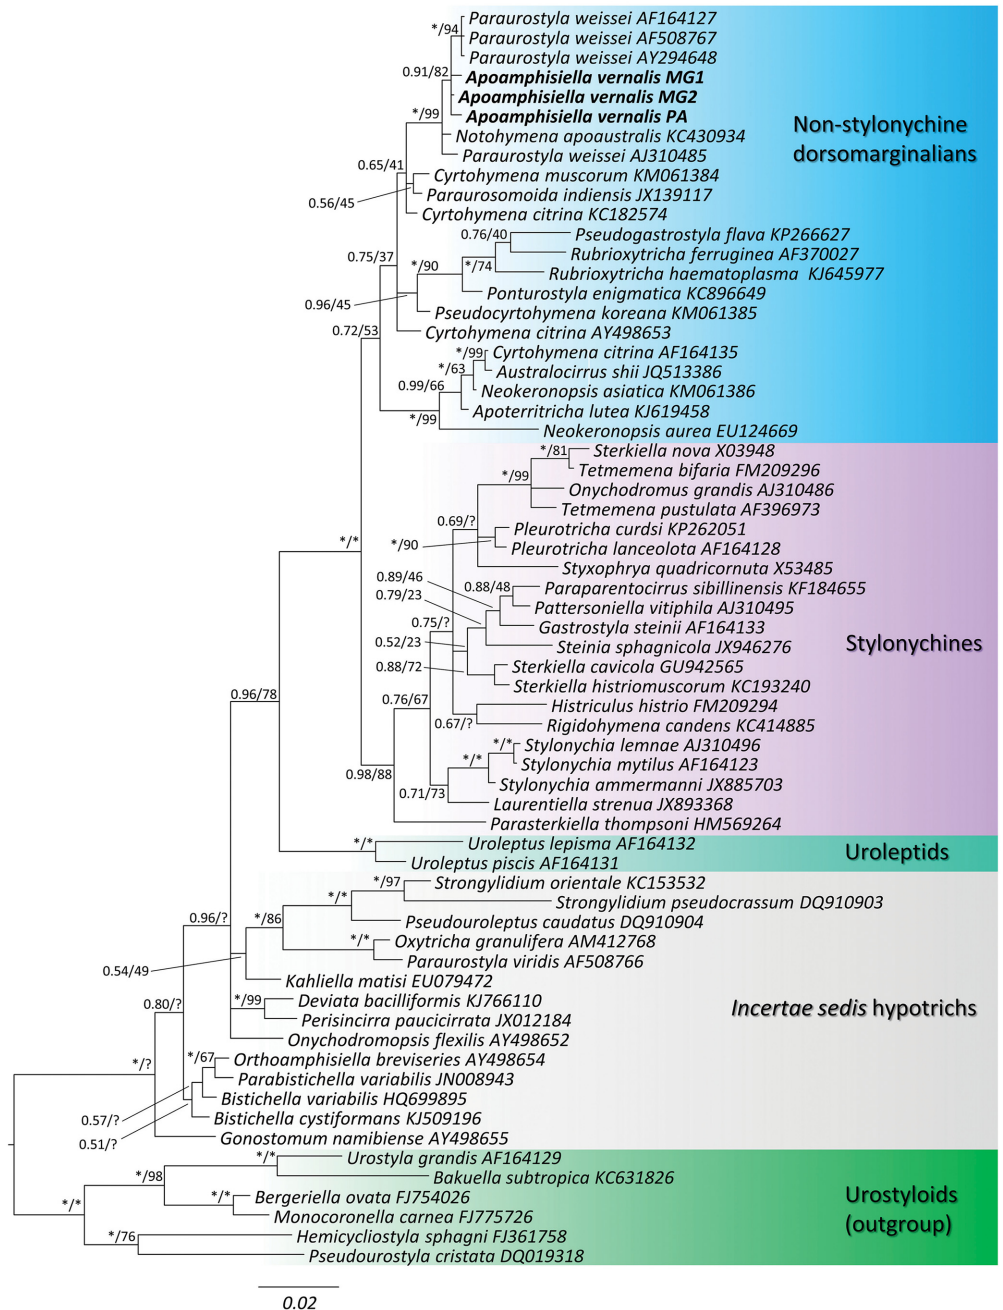 Paraurostyla weissei AF164127
*/94
Paraurostyla weissei AF508767
Paraurostyla weissei AY294648
0.91/82
Apoamphisiella vernalis MG1
Apoamphisiella vernalis MG2
*/99
Apoamphisiella vernalis PA
Non-stylonychine
dorsomarginalians
Notohymena apoaustralis KC430934
Paraurostyla weissei AJ310485
0.65/41
Cyrtohymena muscorum KM061384
Paraurosomoida indiensis JX139117
0.56/45
Cyrtohymena citrina KC182574
0.76/40
Pseudogastrostyla flava KP266627
Rubrioxytricha ferruginea AF370027
0.75/37
*/90
*/74
Rubrioxytricha haematoplasma KJ645977
Ponturostyla enigmatica KC896649
0.96/45
Pseudocyrtohymena koreana KM061385
0.72/53
Cyrtohymena citrina AY498653
*/99
Cyrtohymena citrina AF164135
*/63
Australocirrus shii JQ513386
0.99/66
Neokeronopsis asiatica KM061386
*/99
Apoterritricha lutea KJ619458
Neokeronopsis aurea EU124669
*/81
Sterkiella nova X03948
*/99
Tetmemena bifaria FM209296
Onychodromus grandis AJ310486
Tetmemena pustulata AF396973
0.69/?
Pleurotricha curdsi KP262051
*/*
*/90
Pleurotricha lanceolota AF164128
Styxophrya quadricornuta X53485
0.89/46
0.88/48
Paraparentocirrus sibillinensis KF184655
0.79/23
Pattersoniella vitiphila AJ310495
0.75/?
Gastrostyla steinii AF164133
0.52/23
Steinia sphagnicola JX946276
Stylonychines
0.88/72
Sterkiella cavicola GU942565
Sterkiella histriomuscorum KC193240
0.96/78
0.76/67
Histriculus histrio FM209294
0.67/?
Rigidohymena candens KC414885
*/*
Stylonychia lemnae AJ310496
*/*
Stylonychia mytilus AF164123
0.98/88
Stylonychia ammermanni JX885703
0.71/73
Laurentiella strenua JX893368
Parasterkiella thompsoni HM569264
*/*
Uroleptus lepisma AF164132
Uroleptids
Uroleptus piscis AF164131
*/97
Strongylidium orientale KC153532
*/*
Strongylidium pseudocrassum DQ910903
0.96/?
*/86
Pseudouroleptus caudatus DQ910904
*/*
Oxytricha granulifera AM412768
Paraurostyla viridis AF508766
0.54/49
Kahliella matisi EU079472
0.80/?
*/99
Deviata bacilliformis KJ766110
Incertae sedis hypotrichs
Perisincirra paucicirrata JX012184
Onychodromopsis flexilis AY498652
*/?
*/67
Orthoamphisiella breviseries AY498654
Parabistichella variabilis JN008943
Bistichella variabilis HQ699895
0.57/?
Bistichella cystiformans KJ509196
0.51/?
Gonostomum namibiense AY498655
*/*
Urostyla grandis AF164129
*/98
Bakuella subtropica KC631826
*/*
*/*
Bergeriella ovata FJ754026
Urostyloids
(outgroup)
Monocoronella carnea FJ775726
*/76
Hemicycliostyla sphagni FJ361758
Pseudourostyla cristata DQ019318
0.02